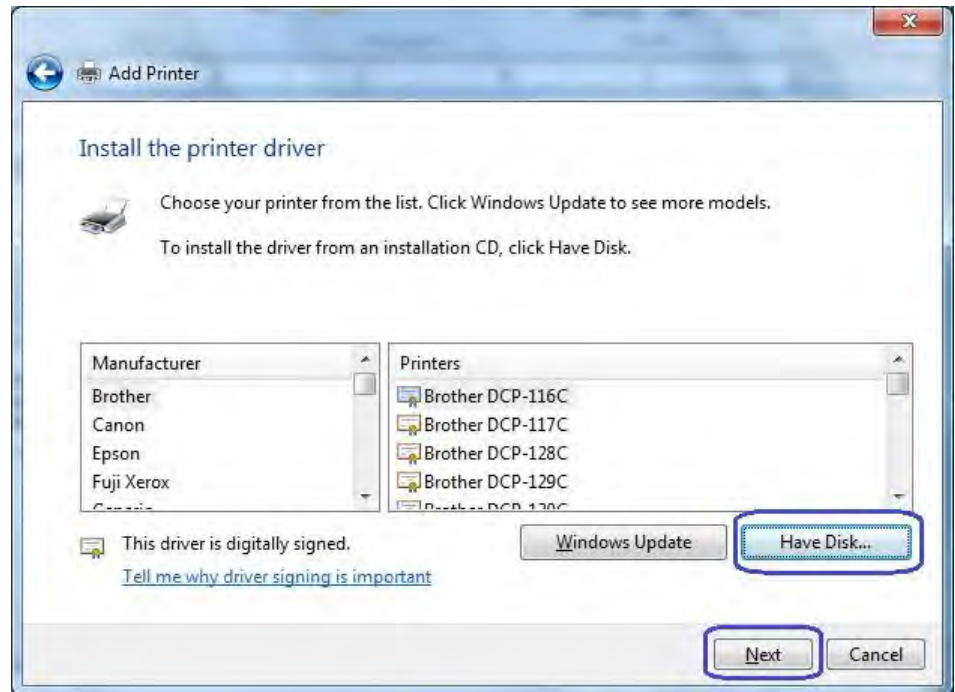 Add Printer
Install the printer driver
Choose your printer from the list. Click Windows Update to see more models.
To install the driver from an installation CD, click Have Disk.
Manufacturer
Brother
Canon
Epson
Fuji Xerox
Printers
Brother DCP-116C
Brother DCP-117C
Brother DCP-128C
Brother DCP-129C
This driver is digitally signed.
Tell me why driver signing is important
Windows Update
Have Disk...
Next
Cancel